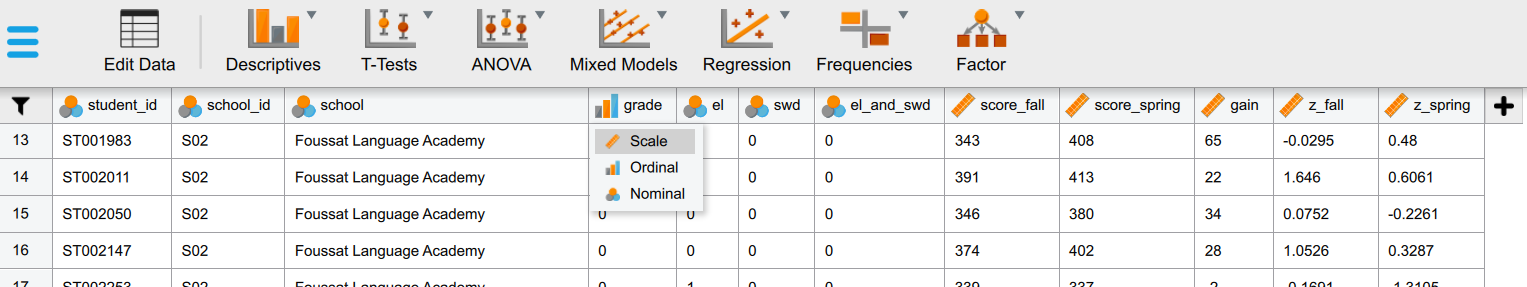 Edit Data Descriptives T-Tests ANOVA Mixed Models Regression Frequencies Factor
student_id school_id school grade el swd el_and_swd score_fall score_spring gain z_fall z_spring
13 ST001983 S02 Foussat Language Academy 0 0 343 408 65 -0.0295 0.48
Scale
14 ST002011 S02 Foussat Language Academy 0 0 391 413 22 1.646 0.6061
Ordinal
Nominal
15 ST002050 S02 Foussat Language Academy 0 0 0 0 346 380 34 0.0752 -0.2261
16 ST002147 S02 Foussat Language Academy 0 0 0 0 374 402 28 1.0526 0.3287